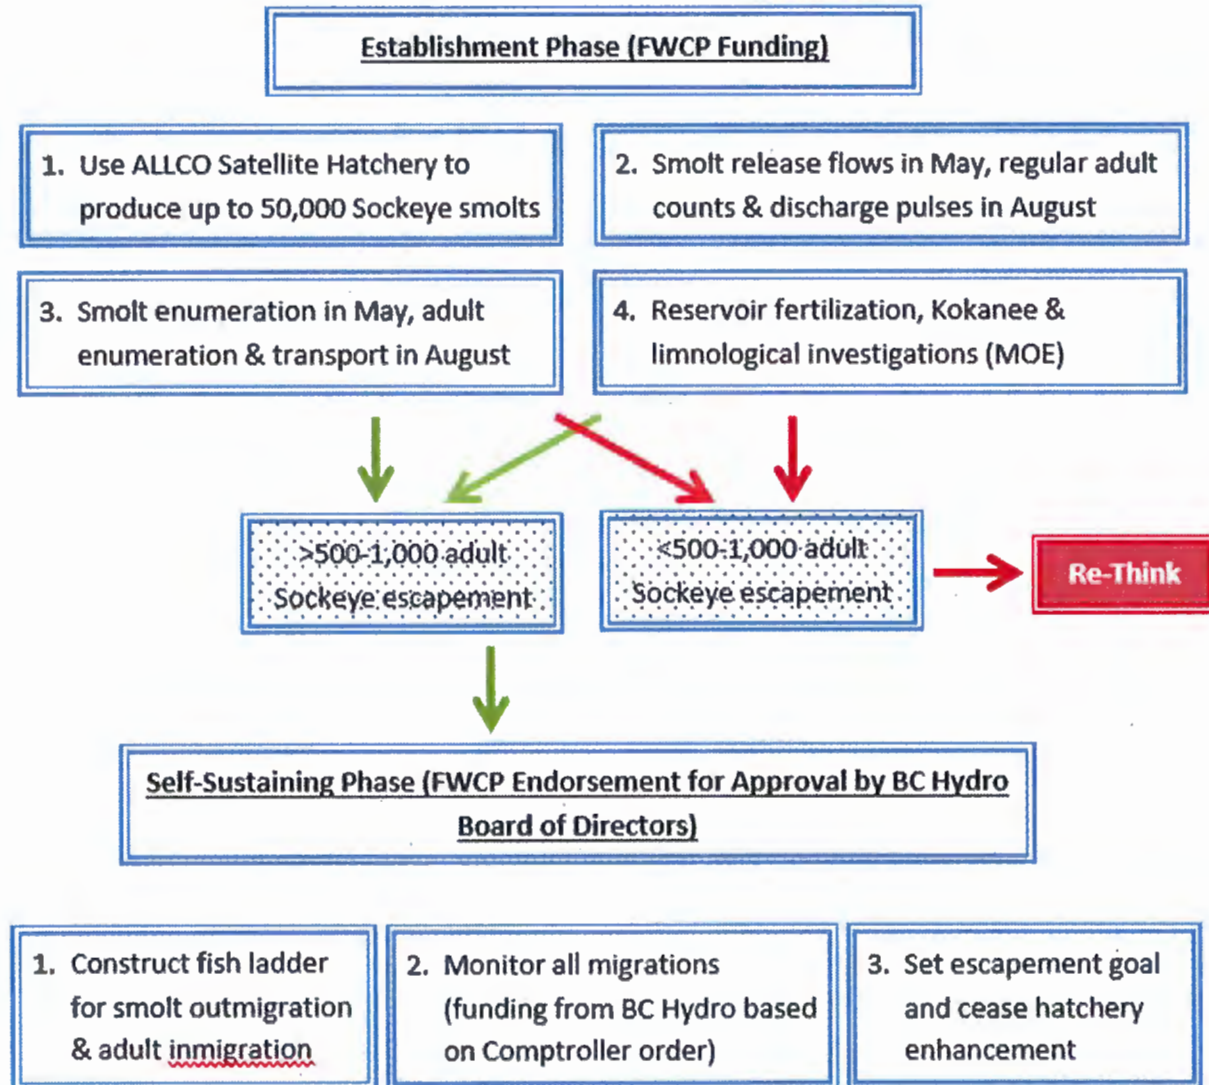 Establishment Phase (FWCP Funding)
1. Use ALLCO Satellite Hatchery to
produce up to 50,000 Sockeye smolts
2. Smolt release flows in May, regular adult
counts & discharge pulses in August
3. Smolt enumeration in May, adult
enumeration & transport in August
4. Reservoir fertilization, Kokanee &
limnological investigations (MOE)
>500-1,000 adult
Sockeye escapement
<500-1,000 adult
Sockeye escapement
Re-Think
Self-Sustaining Phase (FWCP Endorsement for Approval by BC Hydro
Board of Directors)
1. Construct fish ladder
for smolt outmigration
& adult inmigration
2. Monitor all migrations
(funding from BC Hydro based
on Comptroller order)
3. Set escapement goal
and cease hatchery
enhancement